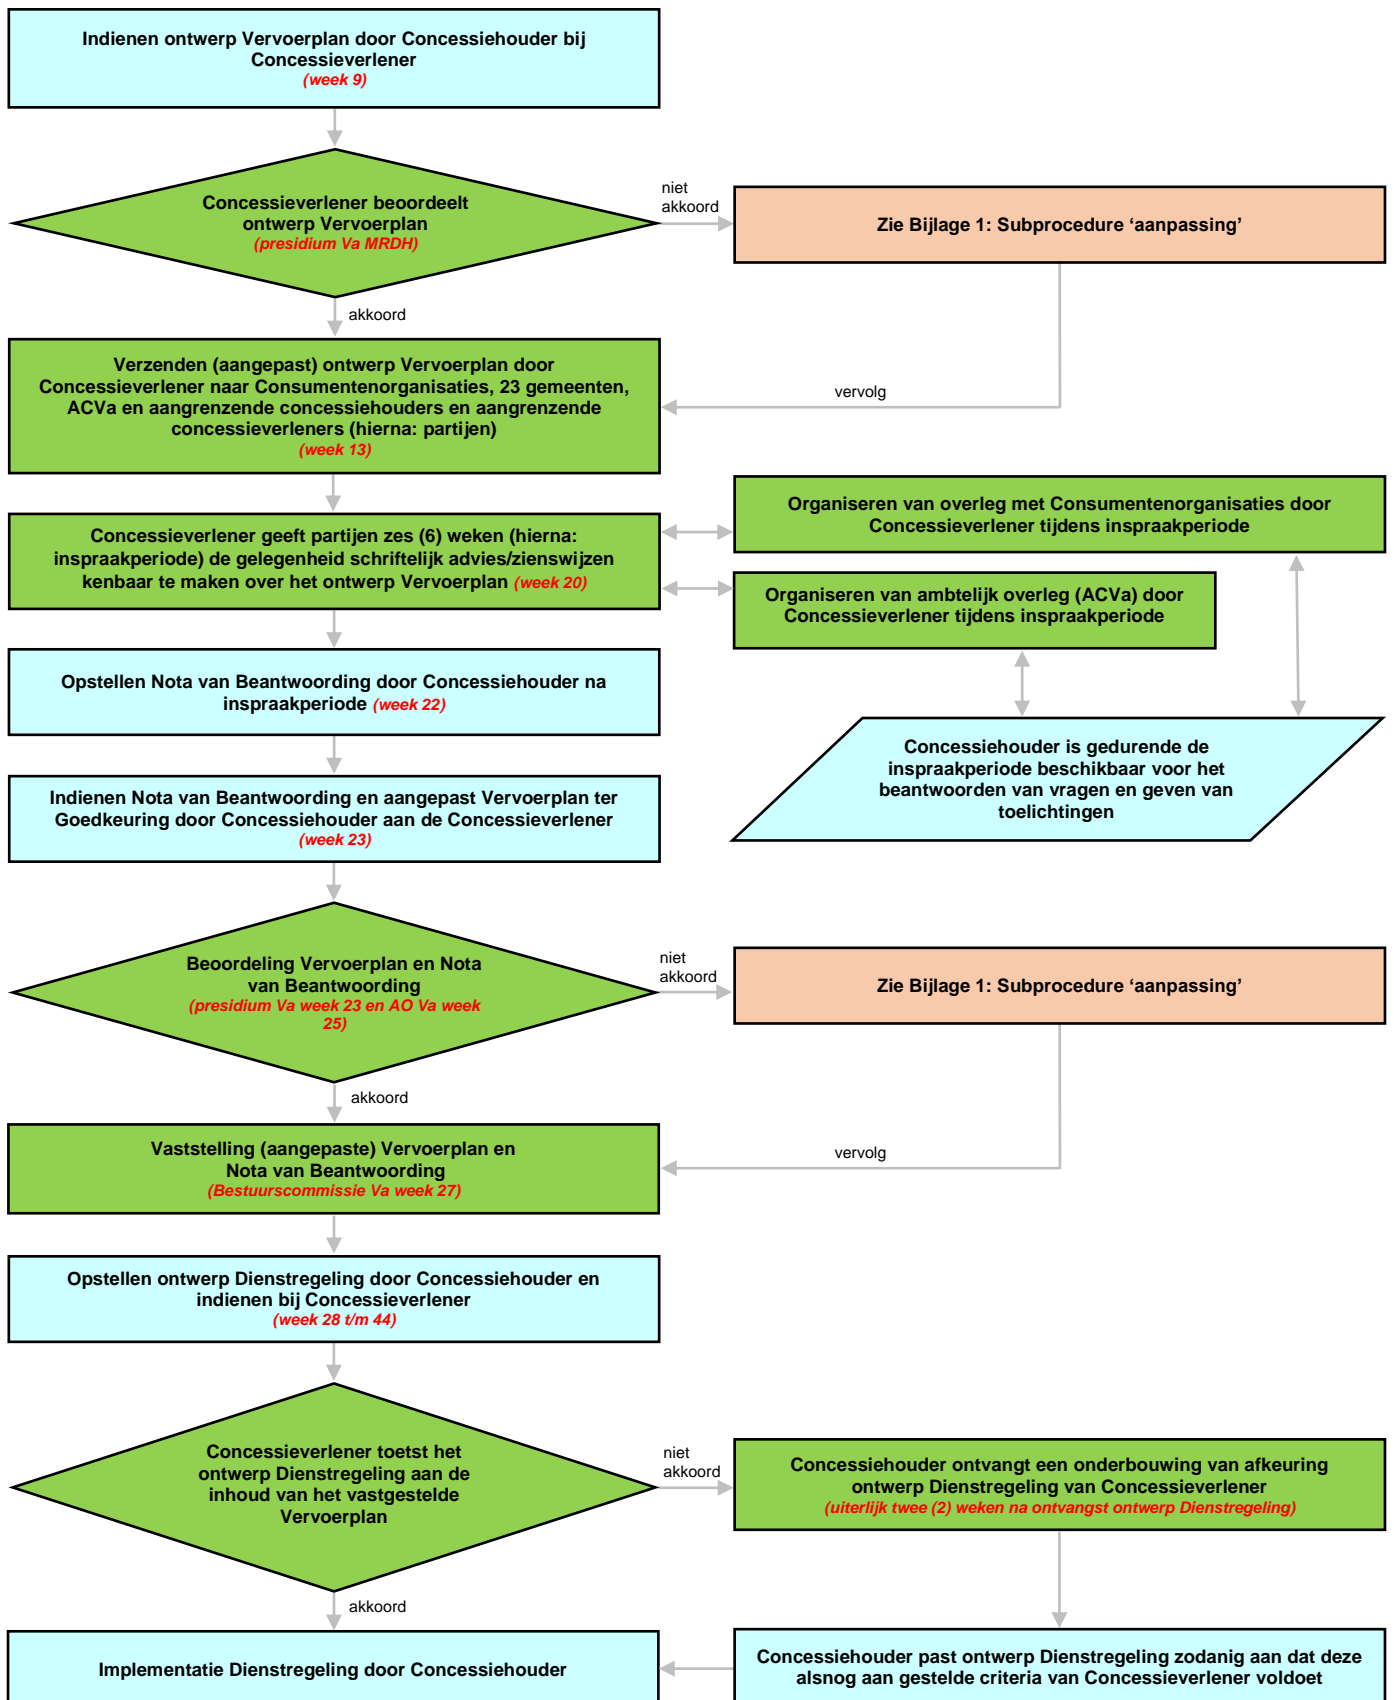 Indienen ontwerp Vervoerplan door Concessiehouder bij
Concessieverlener
(week 9)
Concessieverlener beoordeelt
ontwerp Vervoerplan
(presidium Va MRDH)
niet
akkoord
Zie Bijlage 1: Subprocedure ‘aanpassing’
akkoord
Verzenden (aangepast) ontwerp Vervoerplan door
Concessieverlener naar Consumentenorganisaties, 23 gemeenten,
ACVa en aangrenzende concessiehouders en aangrenzende
concessieverleners (hierna: partijen)
(week 13)
vervolg
Concessieverlener geeft partijen zes (6) weken (hierna:
inspraakperiode) de gelegenheid schriftelijk advies/zienswijzen
kenbaar te maken over het ontwerp Vervoerplan (week 20)
Organiseren van overleg met Consumentenorganisaties door
Concessieverlener tijdens inspraakperiode
Organiseren van ambtelijk overleg (ACVa) door
Concessieverlener tijdens inspraakperiode
Opstellen Nota van Beantwoording door Concessiehouder na
inspraakperiode (week 22)
Concessiehouder is gedurende de
inspraakperiode beschikbaar voor het
beantwoorden van vragen en geven van
toelichtingen
Indienen Nota van Beantwoording en aangepast Vervoerplan ter
Goedkeuring door Concessiehouder aan de Concessieverlener
(week 23)
Beoordeling Vervoerplan en Nota
van Beantwoording
(presidium Va week 23 en AO Va week
25)
niet
akkoord
Zie Bijlage 1: Subprocedure ‘aanpassing’
akkoord
Vaststelling (aangepaste) Vervoerplan en
Nota van Beantwoording
(Bestuurscommissie Va week 27)
vervolg
Opstellen ontwerp Dienstregeling door Concessiehouder en
indienen bij Concessieverlener
(week 28 t/m 44)
Concessieverlener toetst het
ontwerp Dienstregeling aan de
inhoud van het vastgestelde
Vervoerplan
niet
akkoord
Concessiehouder ontvangt een onderbouwing van afkeuring
ontwerp Dienstregeling van Concessieverlener
(uiterlijk twee (2) weken na ontvangst ontwerp Dienstregeling)
akkoord
Implementatie Dienstregeling door Concessiehouder
Concessiehouder past ontwerp Dienstregeling zodanig aan dat deze
alsnog aan gestelde criteria van Concessieverlener voldoet